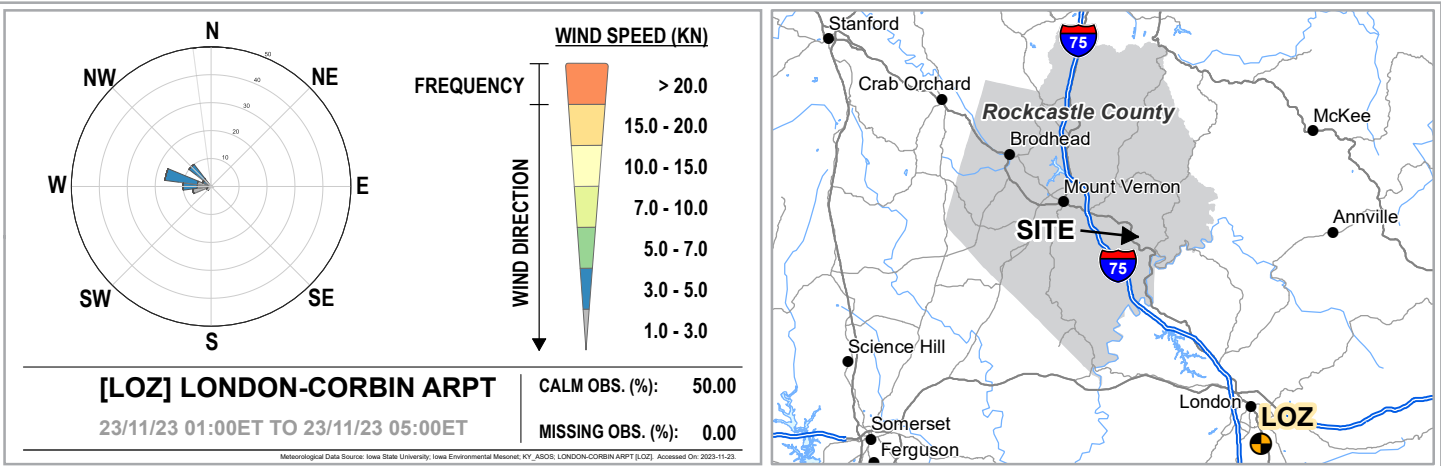 N
NE
E
SE
S
SW
W
NW
50
40
30
20
10
WIND SPEED (KN)
FREQUENCY
WIND DIRECTION
> 20.0
15.0 - 20.0
10.0 - 15.0
7.0 - 10.0
5.0 - 7.0
3.0 - 5.0
1.0 - 3.0
[LOZ] LONDON-CORBIN ARPT
23/11/23 01:00ET TO 23/11/23 05:00ET
CALM OBS. (%): 50.00
MISSING OBS. (%): 0.00
Meteorological Data Source: Iowa State University; Iowa Environmental Mesonet; KY_ASOS; LONDON-CORBIN ARPT [LOZ]. Accessed On: 2023-11-23.
Stanford
75
Crab Orchard
Rockcastle County
McKee
Brodhead
Mount Vernon
Annville
SITE
75
Science Hill
London
LOZ
Somerset
Ferguson